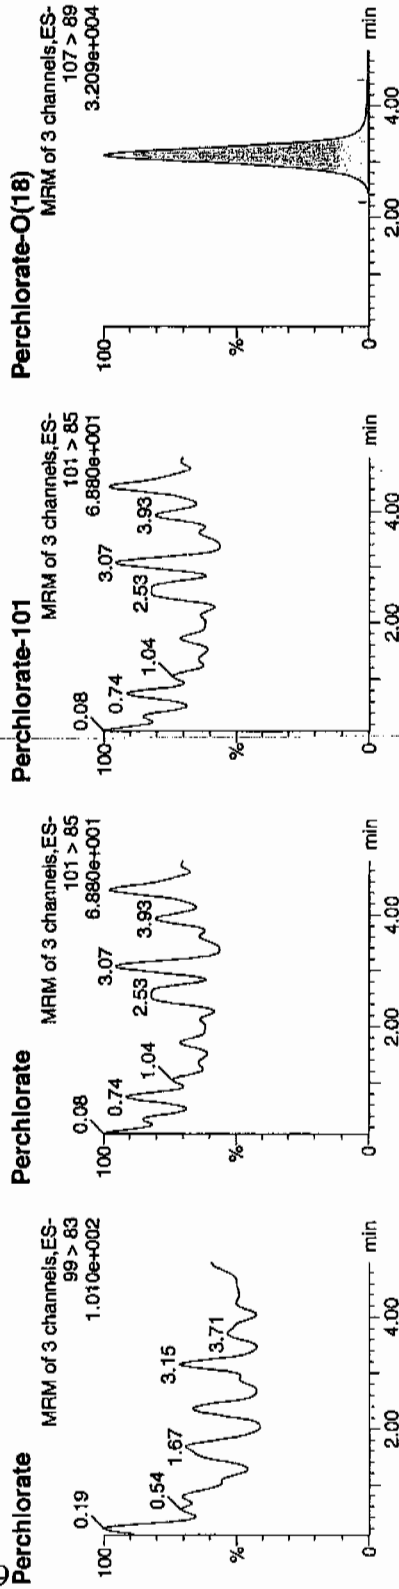 Perchlorate
MRM of 3 channels,ES-
99 > 83
1.010e+002
100
0.19
0.54
1.67
3.15
3.71
%
0
2.00
4.00
min
Perchlorate
MRM of 3 channels,ES-
101 > 85
6.880e+001
100
0.08
0.74
1.04
2.53
3.07
3.93
%
0
2.00
4.00
min
Perchlorate-101
MRM of 3 channels,ES-
101 > 85
6.880e+001
100
0.08
0.74
1.04
2.53
3.07
3.93
%
0
2.00
4.00
min
Perchlorate-O(18)
MRM of 3 channels,ES-
107 > 89
3.209e+004
100
%
0
2.00
4.00
min